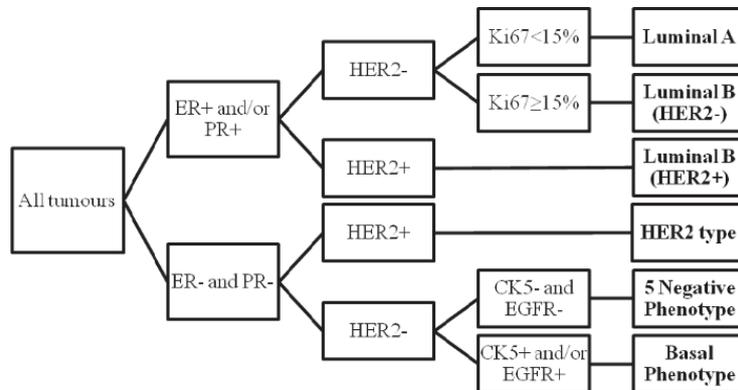 All tumours
ER+ and/or
PR+
ER- and PR-
HER2-
HER2+
HER2+
HER2-
Ki67<15%
Ki67≥15%
CK5- and
EGFR-
CK5+ and/or
EGFR+
Luminal A
Luminal B
(HER2-)
Luminal B
(HER2+)
HER2 type
5 Negative
Phenotype
Basal
Phenotype